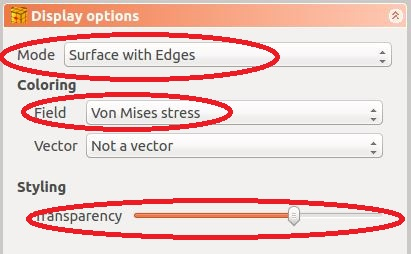 Display options
Mode Surface with Edges
Coloring
Field Von Mises stress
Vector Not a vector
Styling
Transparency